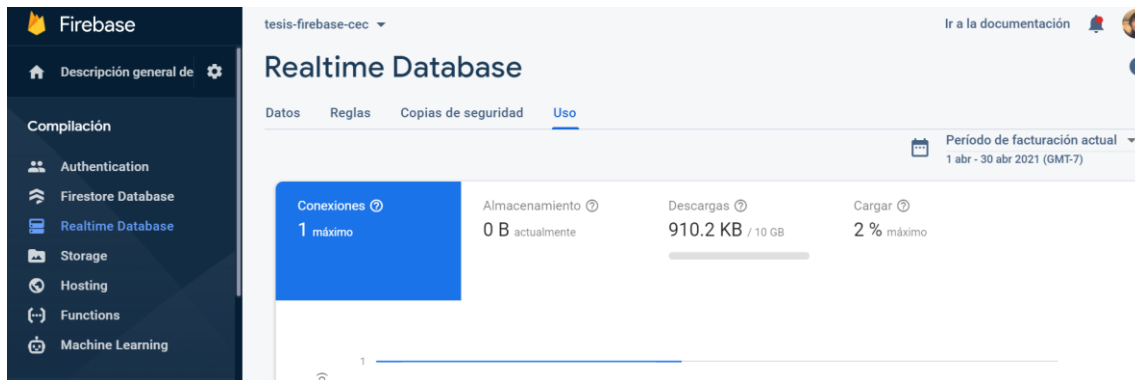 Firebase
Descripción general de
Compilación
Authentication
Firestore Database
Realtime Database
Storage
Hosting
Functions
Machine Learning
tesis-firebase-cec
Ir a la documentación
Realtime Database
Datos Reglas Copias de seguridad Uso
Período de facturación actual
1 abr - 30 abr 2021 (GMT-7)
Conexiones
1 máximo
Almacenamiento
0 B actualmente
Descargas
910.2 KB / 10 GB
Cargar
2 % máximo
1